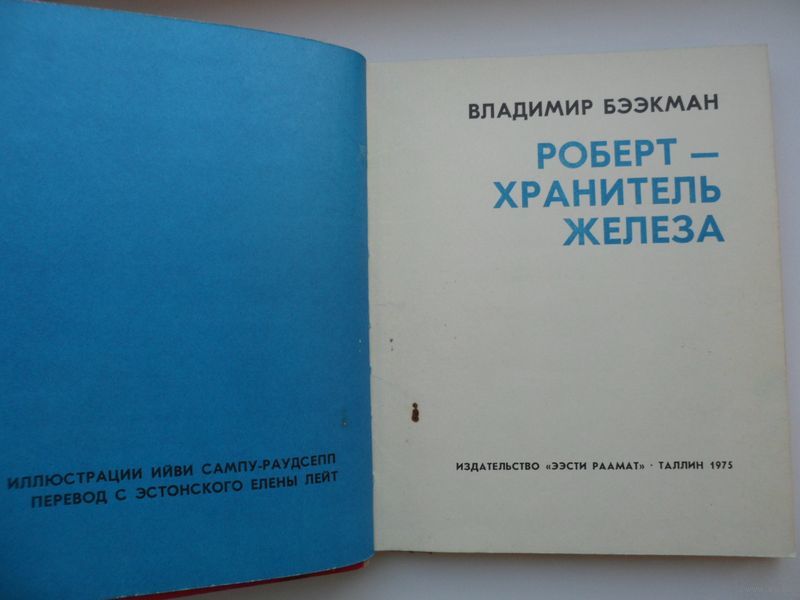 ИЛЛЮСТРАЦИИ ИЙВИ САМПУ-РАУДСЕПП
ПЕРЕВОД С ЭСТОНСКОГО ЕЛЕНЫ ЛЕЙТ
ВЛАДИМИР БЭЭКМАН
РОБЕРТ —
ХРАНИТЕЛЬ
ЖЕЛЕЗА
ИЗДАТЕЛЬСТВО «ЭЭСТИ РААМАТ» · ТАЛЛИН 1975